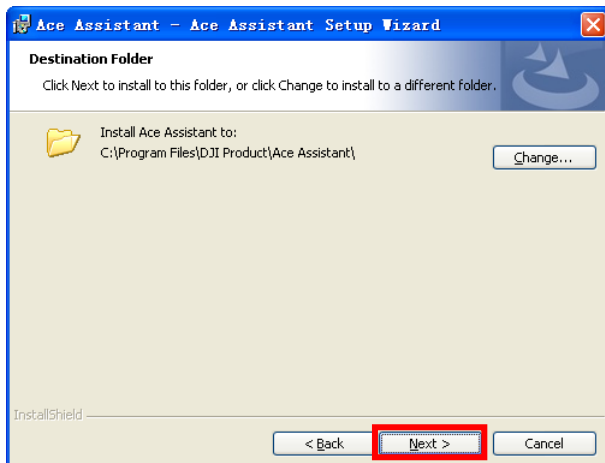 Ace Assistant - Ace Assistant Setup Wizard
Destination Folder
Click Next to install to this folder, or click Change to install to a different folder.
Install Ace Assistant to:
C:\Program Files\DJI Product\Ace Assistant\
Change...
InstallShield
< Back
Next >
Cancel